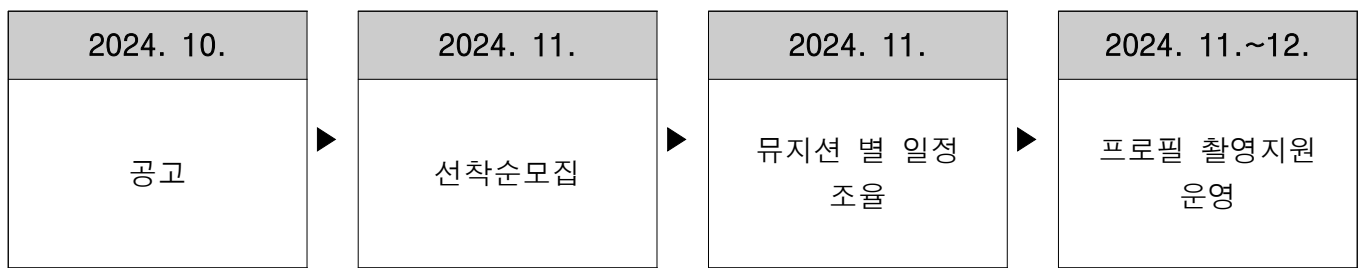 2024. 10.
공고
▶
2024. 11.
선착순모집
▶
2024. 11.
뮤지션 별 일정
조율
▶
2024. 11.~12.
프로필 촬영지원
운영